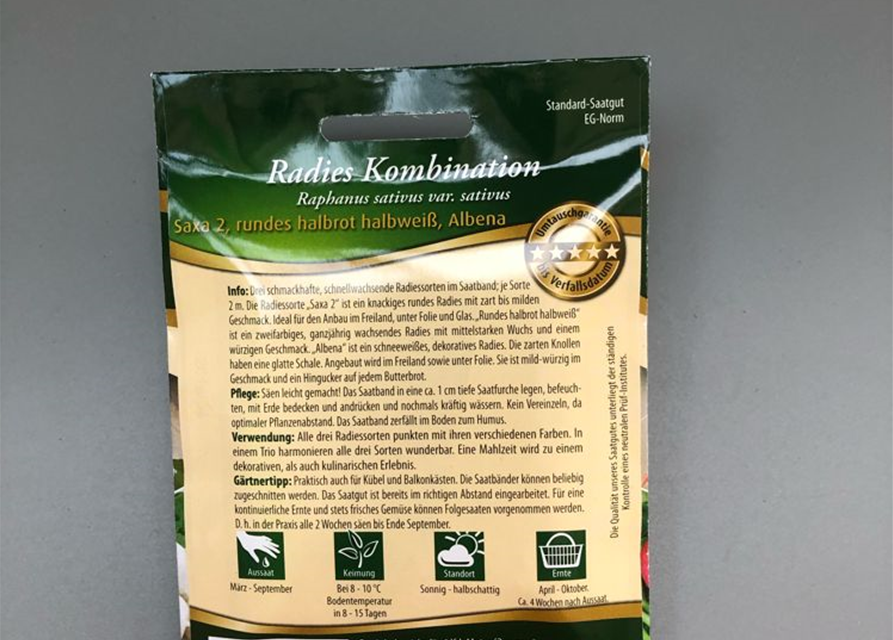 Standard-Saatgut
EG-Norm
Radies Kombination
Raphanus sativus var. sativus
Saxa 2, rundes halbrot halbweiß, Albena
Umtauschgarantie
bis Verfallsdatum
Info: Drei schmackhafte, schnellwachsende Radiessorten im Saatband; je Sorte
2 m. Die Radiessorte „Saxa 2" ist ein knackiges rundes Radies mit zart bis milden
Geschmack. Ideal für den Anbau im Freiland, unter Folie und Glas. „Rundes halbrot halbweiß"
ist ein zweifarbiges, ganzjährig wachsendes Radies mit mittelstarken Wuchs und einem
würzigen Geschmack. „Albena" ist ein schneeweißes, dekoratives Radies. Die zarten Knollen
haben eine glatte Schale. Angebaut wird im Freiland sowie unter Folie. Sie ist mild-würzig im
Geschmack und ein Hingucker auf jedem Butterbrot.
Pflege: Säen leicht gemacht! Das Saatband in eine ca. 1 cm tiefe Saatfurche legen, befeuch-
ten, mit Erde bedecken und andrücken und nochmals kräftig wässern. Kein Vereinzeln, da
optimaler Pflanzenabstand. Das Saatband zerfällt im Boden zum Humus.
Verwendung: Alle drei Radiessorten punkten mit ihren verschiedenen Farben. In
einem Trio harmonieren alle drei Sorten wunderbar. Eine Mahlzeit wird zu einem
dekorativen, als auch kulinarischen Erlebnis.
Gärtnertipp: Praktisch auch für Kübel und Balkonkästen. Die Saatbänder können beliebig
zugeschnitten werden. Das Saatgut ist bereits im richtigen Abstand eingearbeitet. Für eine
kontinuierliche Ernte und stets frisches Gemüse können Folgesaaten vorgenommen werden.
D. h. in der Praxis alle 2 Wochen säen bis Ende September.
Die Qualität unseres Saatgutes unterliegt der ständigen
Kontrolle eines neutralen Prüf-Institutes.
Aussaat
März - September
Keimung
Bei 8 - 10 °C
Bodentemperatur
in 8 - 15 Tagen
Standort
Sonnig - halbschattig
Ernte
April - Oktober.
Ca. 4 Wochen nach Aussaat.